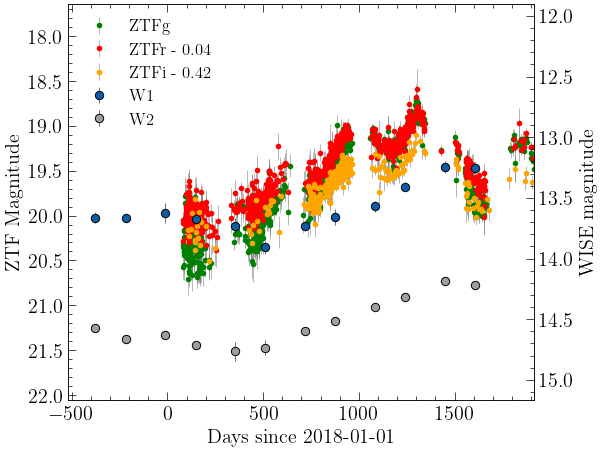 ZTFg
ZTFr - 0.04
ZTFi - 0.42
W1
W2
ZTF Magnitude
18.0
18.5
19.0
19.5
20.0
20.5
21.0
21.5
22.0
WISE magnitude
12.0
12.5
13.0
13.5
14.0
14.5
15.0
−500 0 500 1000 1500
Days since 2018-01-01